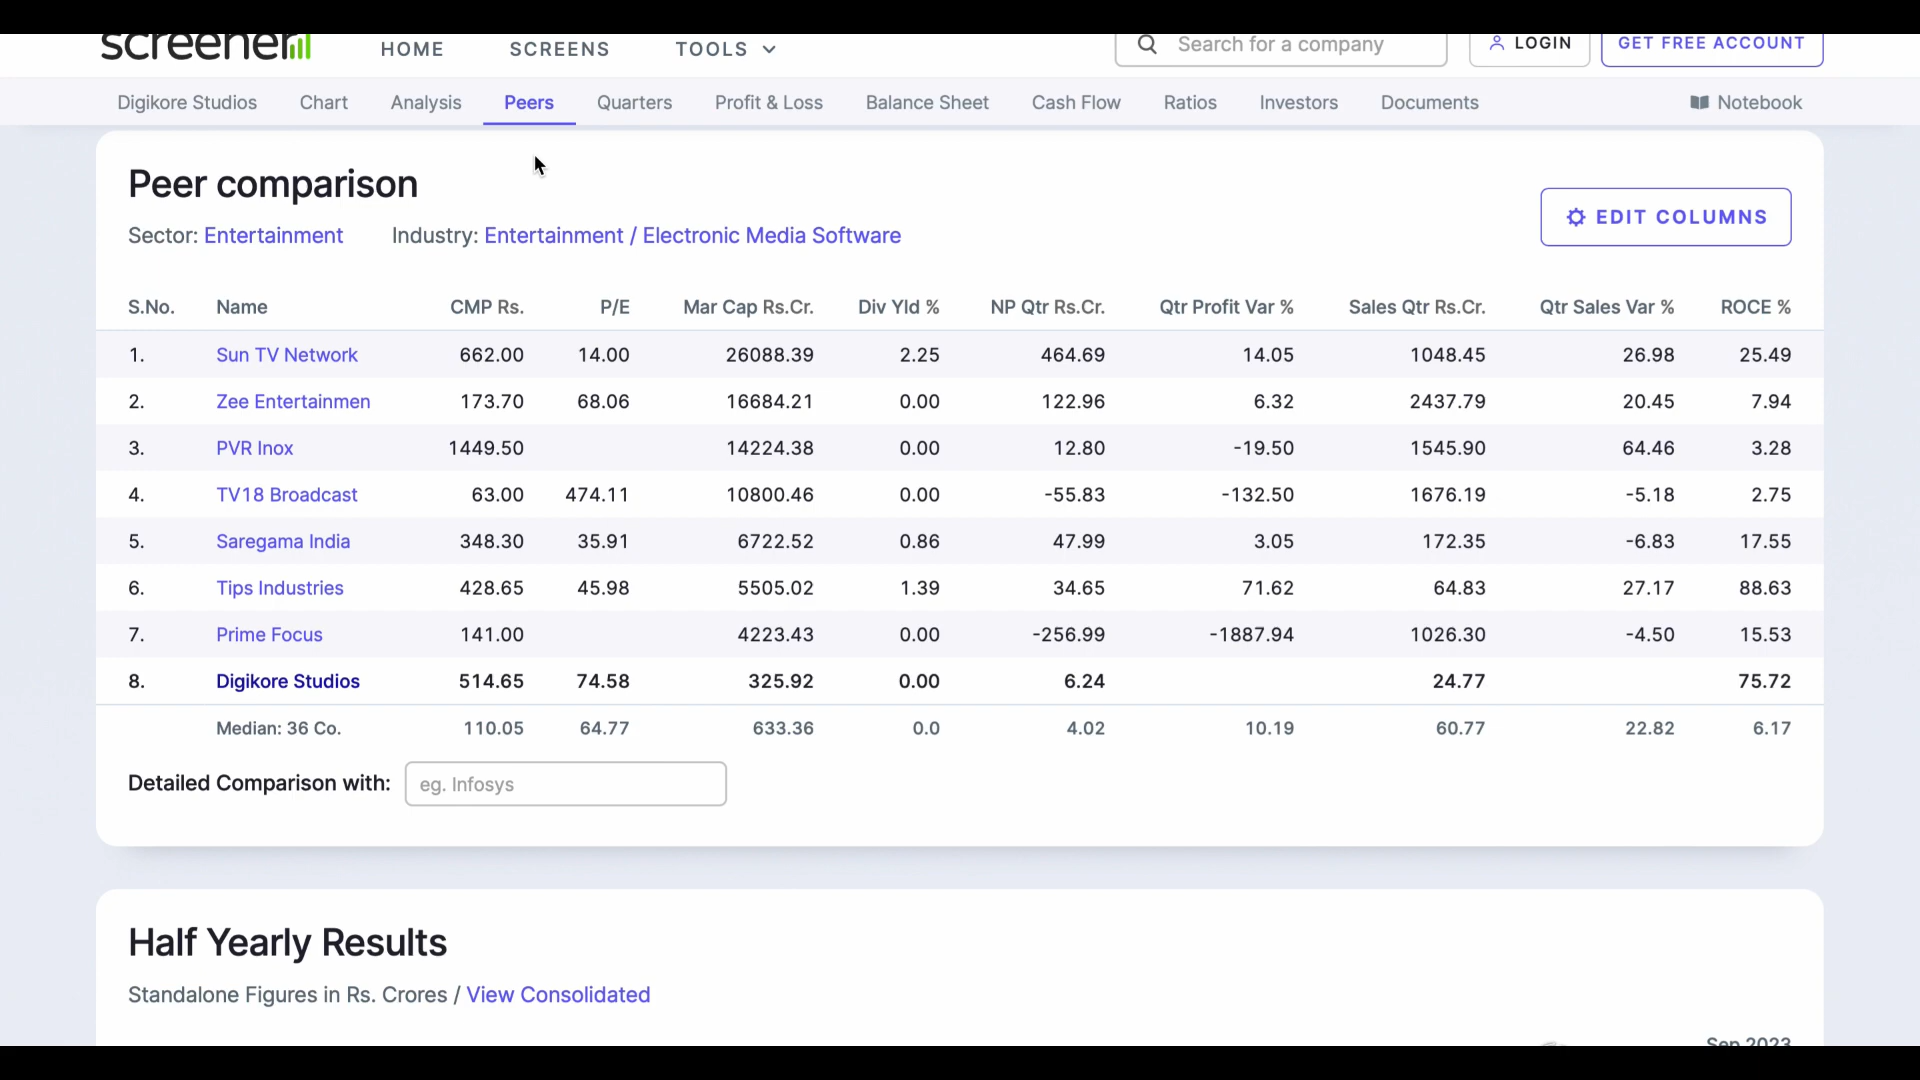 screener
HOME SCREENS TOOLS Search for a company LOGIN GET FREE ACCOUNT
Digikore Studios Chart Analysis Peers Quarters Profit & Loss Balance Sheet Cash Flow Ratios Investors Documents Notebook
Peer comparison
EDIT COLUMNS
Sector: Entertainment Industry: Entertainment / Electronic Media Software
S.No. Name CMP Rs. P/E Mar Cap Rs.Cr. Div Yld % NP Qtr Rs.Cr. Qtr Profit Var % Sales Qtr Rs.Cr. Qtr Sales Var % ROCE %
1. Sun TV Network 662.00 14.00 26088.39 2.25 464.69 14.05 1048.45 26.98 25.49
2. Zee Entertainmen 173.70 68.06 16684.21 0.00 122.96 6.32 2437.79 20.45 7.94
3. PVR Inox 1449.50 14224.38 0.00 12.80 -19.50 1545.90 64.46 3.28
4. TV18 Broadcast 63.00 474.11 10800.46 0.00 -55.83 -132.50 1676.19 -5.18 2.75
5. Saregama India 348.30 35.91 6722.52 0.86 47.99 3.05 172.35 -6.83 17.55
6. Tips Industries 428.65 45.98 5505.02 1.39 34.65 71.62 64.83 27.17 88.63
7. Prime Focus 141.00 4223.43 0.00 -256.99 -1887.94 1026.30 -4.50 15.53
8. Digikore Studios 514.65 74.58 325.92 0.00 6.24 24.77 75.72
Median: 36 Co. 110.05 64.77 633.36 0.0 4.02 10.19 60.77 22.82 6.17
Detailed Comparison with: eg. Infosys
Half Yearly Results
Standalone Figures in Rs. Crores / View Consolidated
Sep 2023